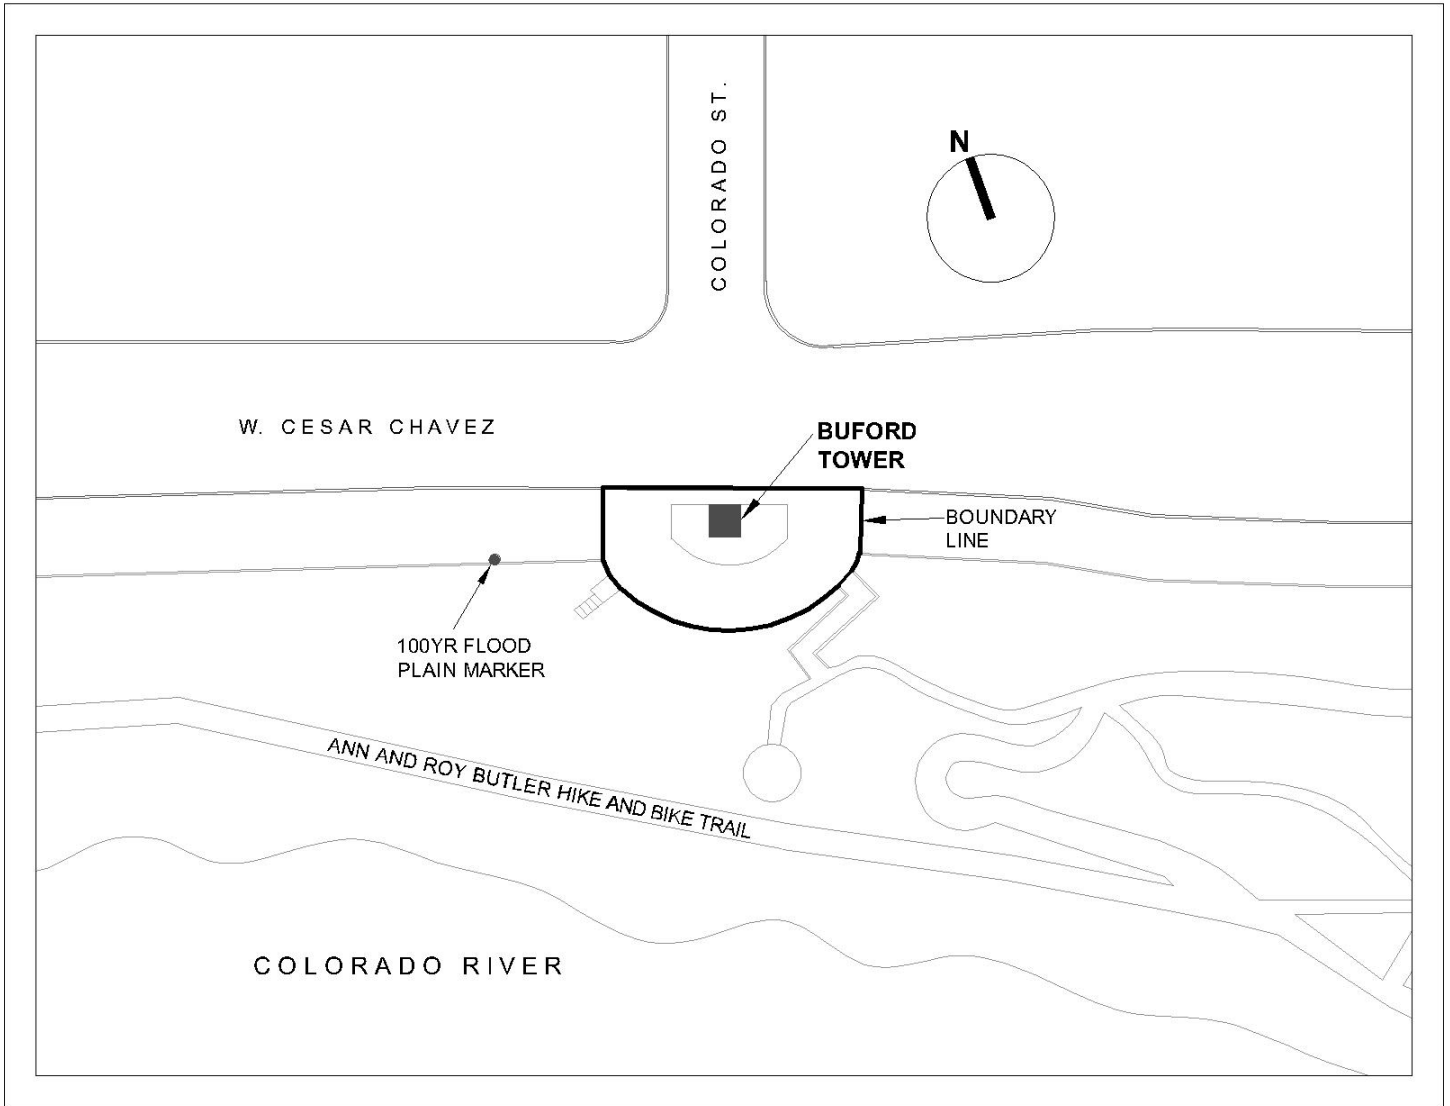 COLORADO ST.
N
W. CESAR CHAVEZ
BUFORD
TOWER
BOUNDARY
LINE
100YR FLOOD
PLAIN MARKER
ANN AND ROY BUTLER HIKE AND BIKE TRAIL
COLORADO RIVER